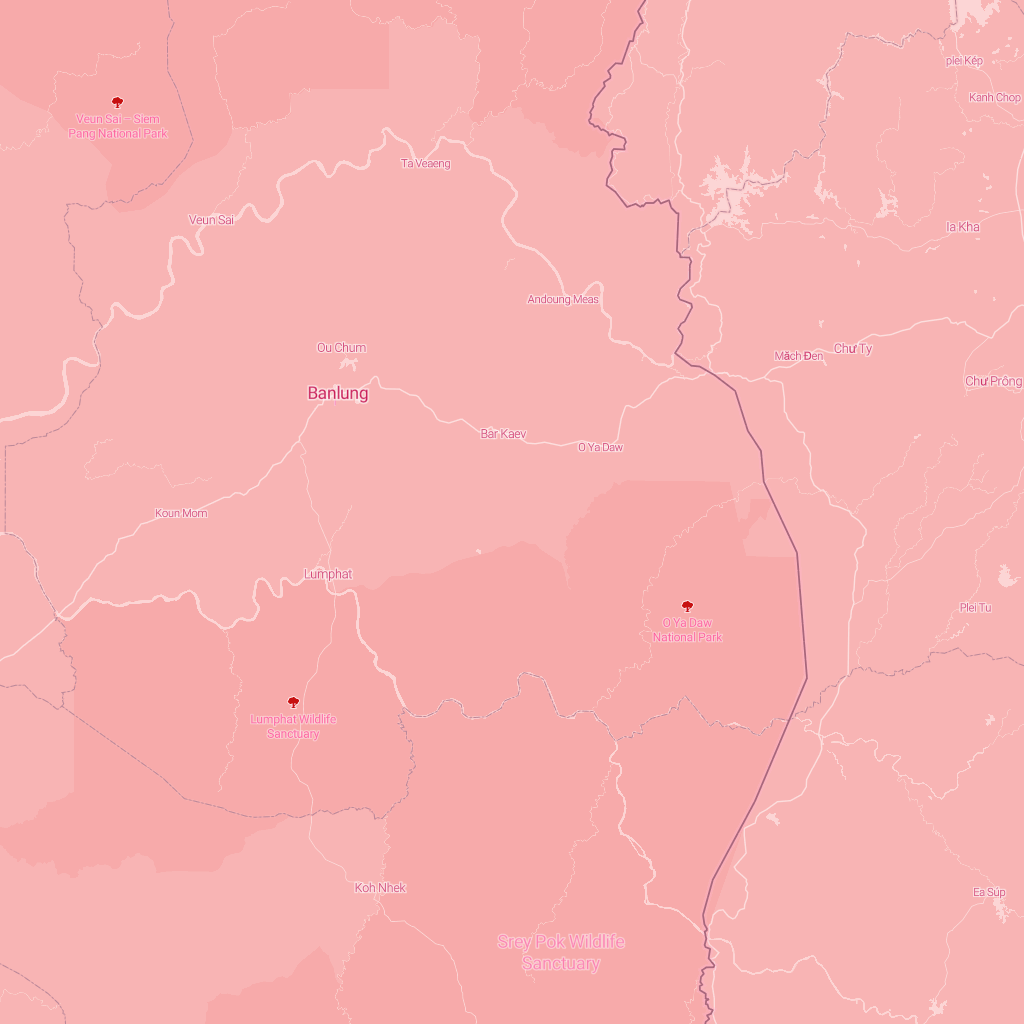 plei Kép
Kanh Chop
Veun Sai – Siem
Pang National Park
Ta Veaeng
Veun Sai
Ia Kha
Andoung Meas
Ou Chum
Mǎch Đen
Chư Ty
Chư Prông
Banlung
Bar Kaev
O Ya Daw
Koun Mom
Lumphat
Plei Tu
O Ya Daw
National Park
Lumphat Wildlife
Sanctuary
Koh Nhek
Ea Súp
Srey Pok Wildlife
Sanctuary